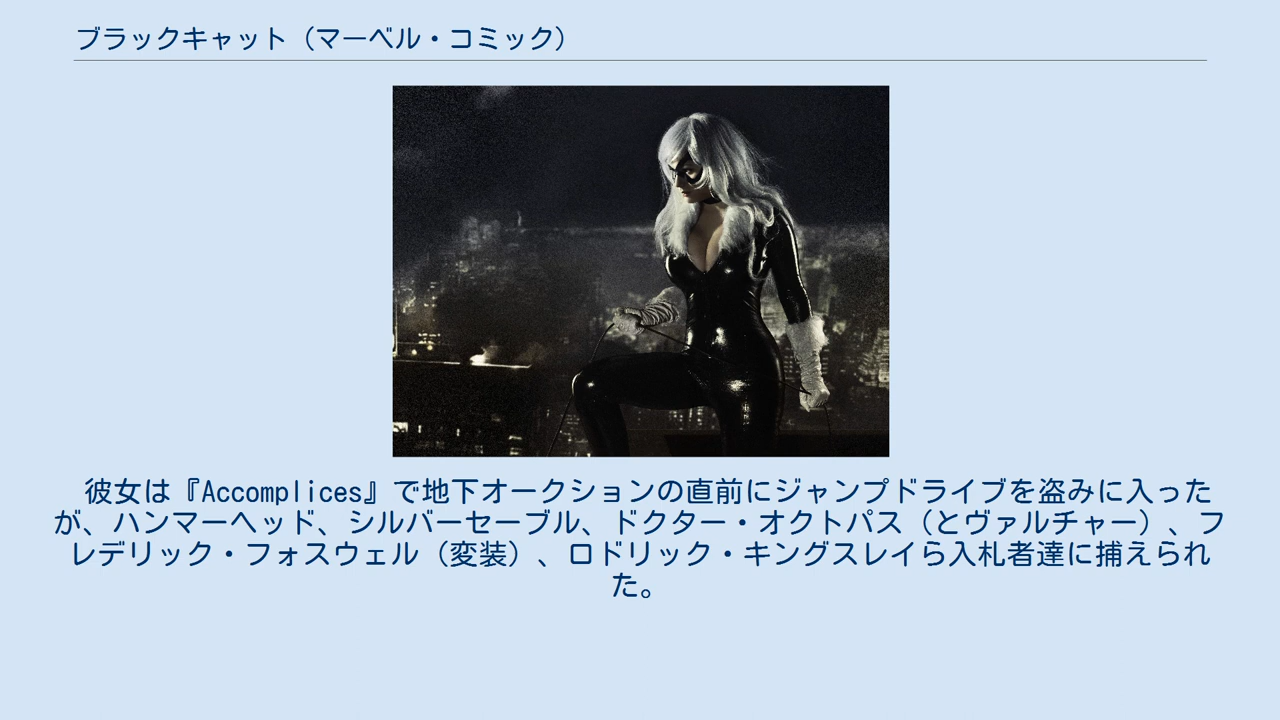 ブラックキャット（マーベル・コミック）
彼女は『Accomplices』で地下オークションの直前にジャンプドライブを盗みに入った
が、ハンマーヘッド、シルバーセーブル、ドクター・オクトパス（とヴァルチャー）、フ
レデリック・フォスウェル（変装）、ロドリック・キングスレイら入札者達に捕えられ
た。